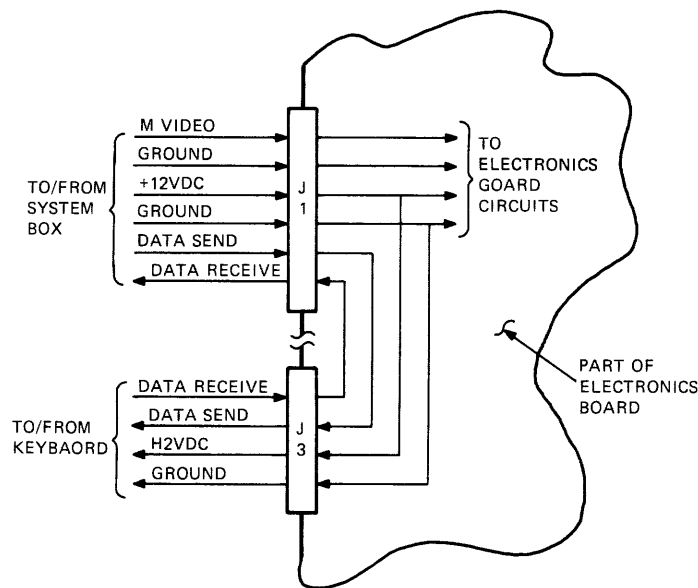 M VIDEO
GROUND
+12VDC
GROUND
DATA SEND
DATA RECEIVE
TO/FROM
SYSTEM
BOX
J
1
TO
ELECTRONICS
GOARD
CIRCUITS
DATA RECEIVE
DATA SEND
H2VDC
GROUND
TO/FROM
KEYBAORD
J
3
PART OF
ELECTRONICS
BOARD